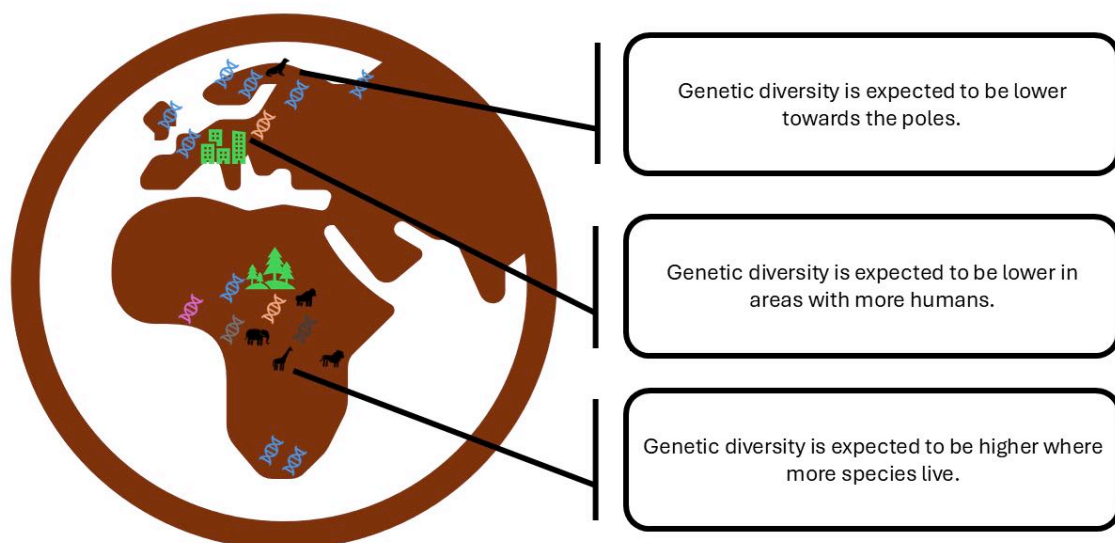 Genetic diversity is expected to be lower
towards the poles.
Genetic diversity is expected to be lower in
areas with more humans.
Genetic diversity is expected to be higher where
more species live.